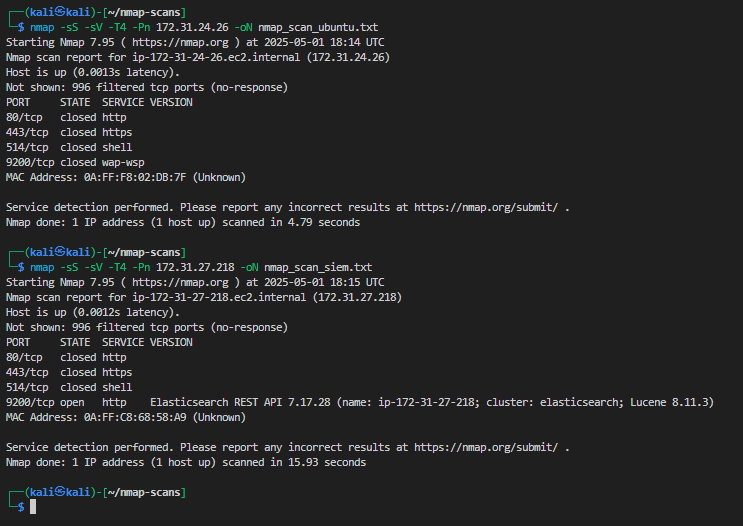 ┌──(kali㉿kali)-[~/nmap-scans]
└─$ nmap -sS -sV -T4 -Pn 172.31.24.26 -oN nmap_scan_ubuntu.txt
Starting Nmap 7.95 ( https://nmap.org ) at 2025-05-01 18:14 UTC
Nmap scan report for ip-172-31-24-26.ec2.internal (172.31.24.26)
Host is up (0.0013s latency).
Not shown: 996 filtered tcp ports (no-response)
PORT     STATE  SERVICE VERSION
80/tcp   closed http
443/tcp  closed https
514/tcp  closed shell
9200/tcp closed wap-wsp
MAC Address: 0A:FF:F8:02:DB:7F (Unknown)
Service detection performed. Please report any incorrect results at https://nmap.org/submit/ .
Nmap done: 1 IP address (1 host up) scanned in 4.79 seconds
┌──(kali㉿kali)-[~/nmap-scans]
└─$ nmap -sS -sV -T4 -Pn 172.31.27.218 -oN nmap_scan_siem.txt
Starting Nmap 7.95 ( https://nmap.org ) at 2025-05-01 18:15 UTC
Nmap scan report for ip-172-31-27-218.ec2.internal (172.31.27.218)
Host is up (0.0012s latency).
Not shown: 996 filtered tcp ports (no-response)
PORT     STATE  SERVICE VERSION
80/tcp   closed http
443/tcp  closed https
514/tcp  closed shell
9200/tcp open   http    Elasticsearch REST API 7.17.28 (name: ip-172-31-27-218; cluster: elasticsearch; Lucene 8.11.3)
MAC Address: 0A:FF:C8:68:58:A9 (Unknown)
Service detection performed. Please report any incorrect results at https://nmap.org/submit/ .
Nmap done: 1 IP address (1 host up) scanned in 15.93 seconds
┌──(kali㉿kali)-[~/nmap-scans]
└─$